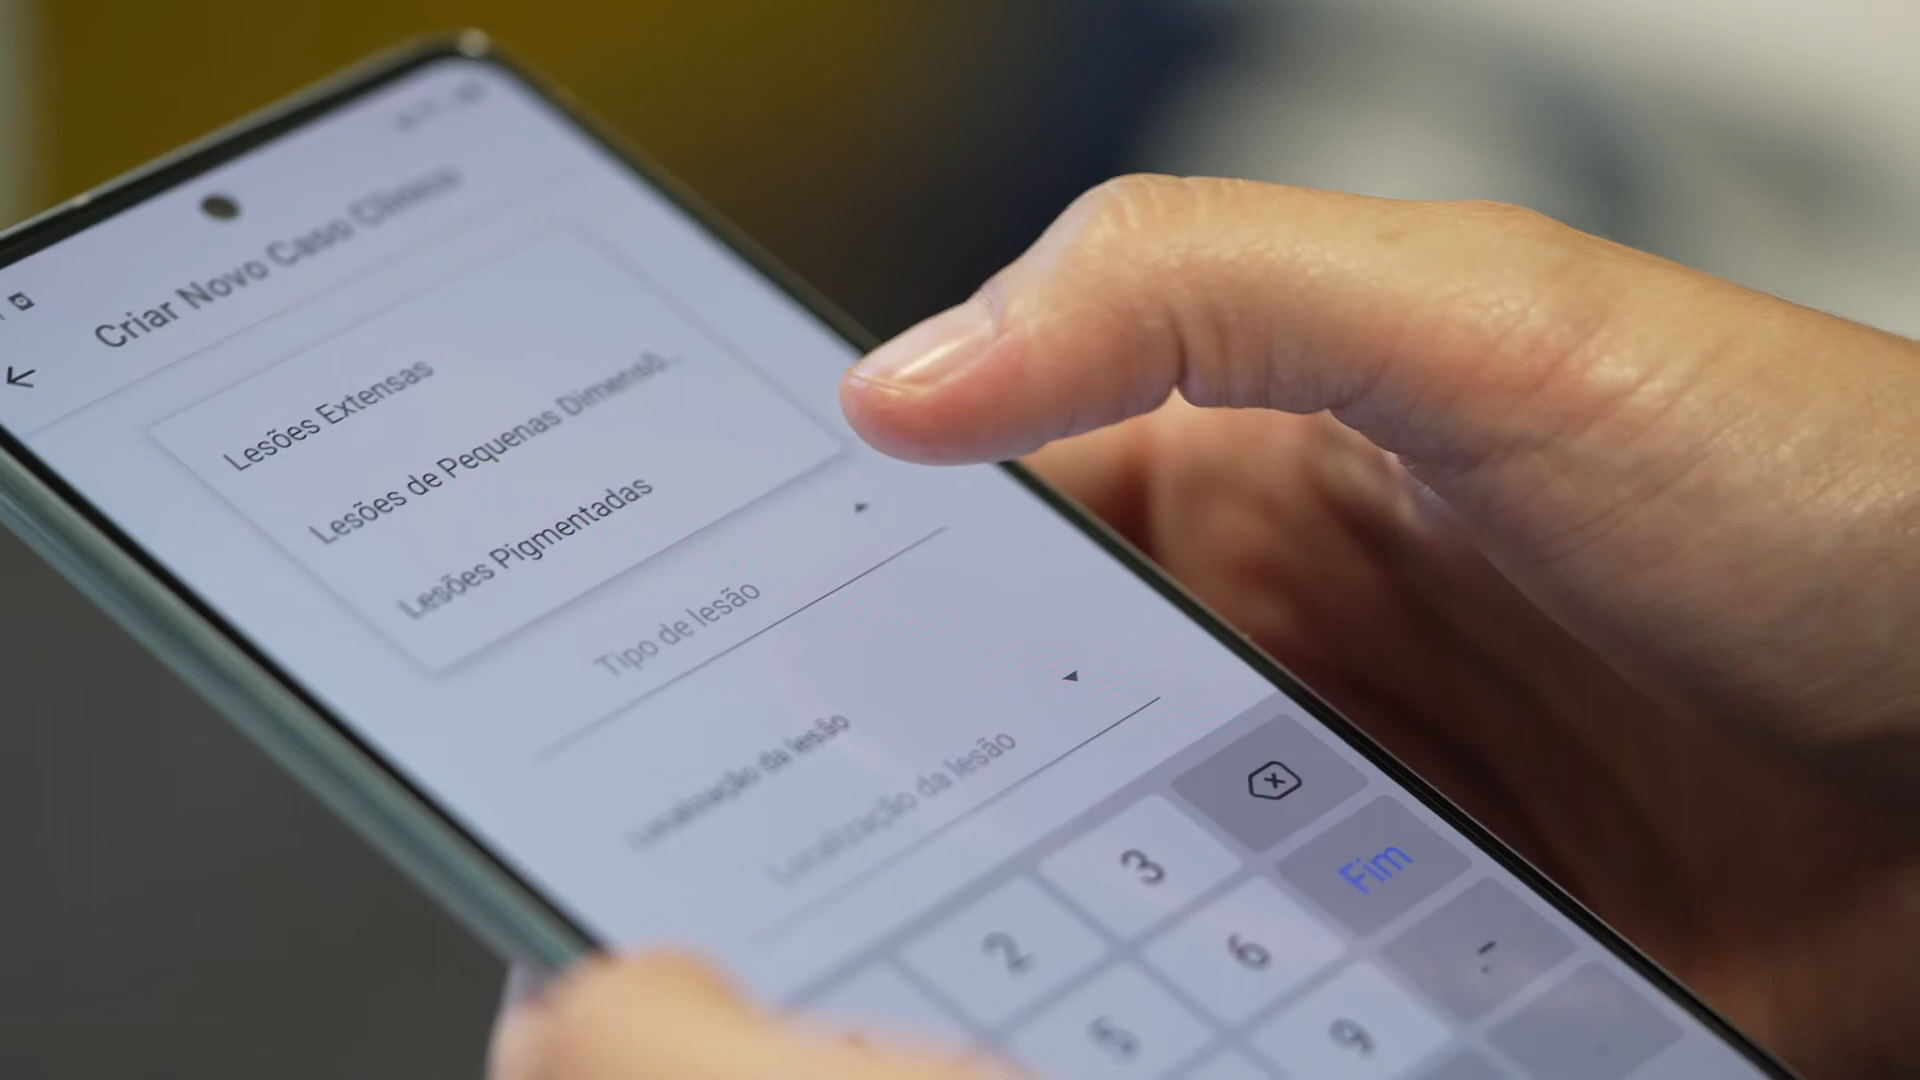 Criar Novo Caso Clínico
Lesões Extensas
Lesões de Pequenas Dimensõ...
Lesões Pigmentadas
Tipo de lesão
Localização da lesão
Localização da lesão
2
3
Fim
5
6
.-
9